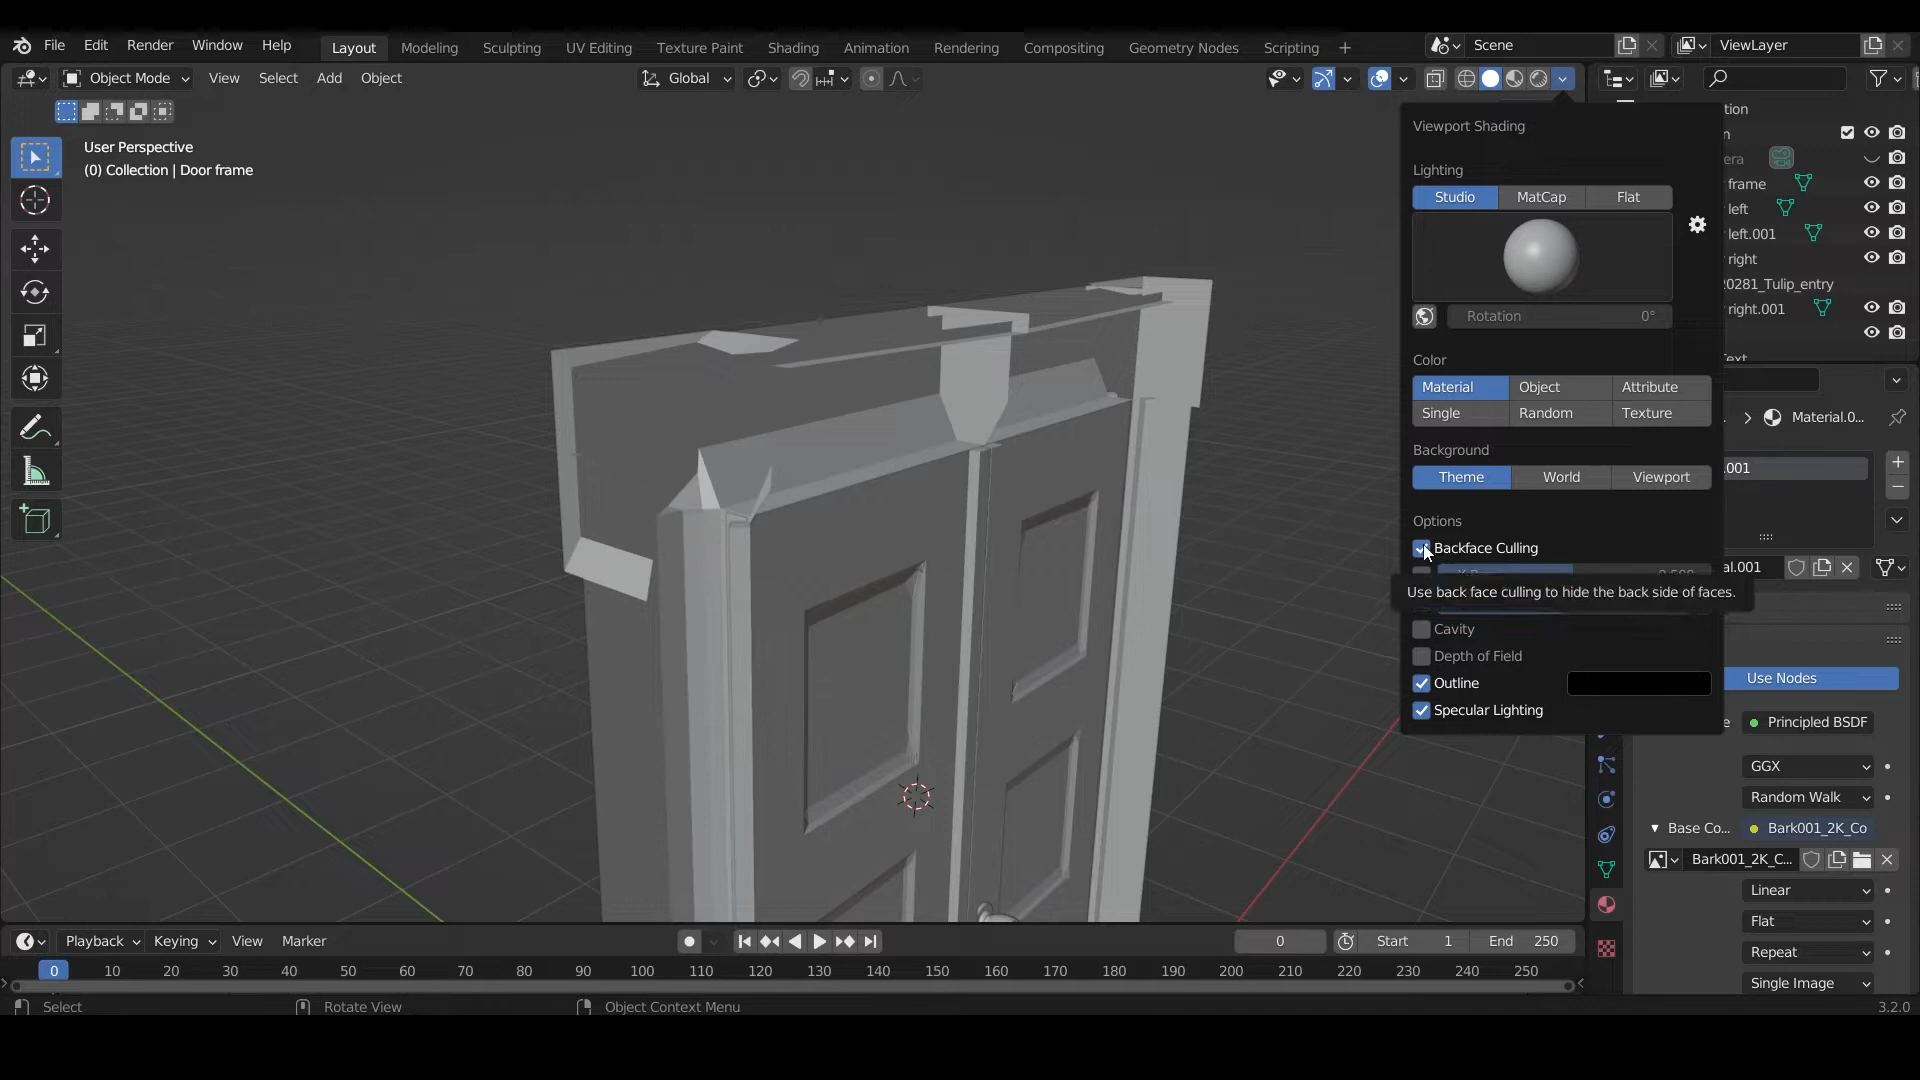 File Edit Render Window Help Layout Modeling Sculpting UV Editing Texture Paint Shading Animation Rendering Compositing Geometry Nodes Scripting + Scene ViewLayer
Object Mode View Select Add Object Global
User Perspective
(0) Collection | Door frame
Viewport Shading
Lighting
Studio MatCap Flat
Rotation 0°
Color
Material Object Attribute
Single Random Texture
Background
Theme World Viewport
Options
Backface Culling
Use back face culling to hide the back side of faces.
Cavity
Depth of Field
Outline
Specular Lighting
tion
n
era
frame
left
left.001
right
20281_Tulip_entry
right.001
Material.0...
.001
al.001
Use Nodes
e Principled BSDF
GGX
Random Walk
Base Co... Bark001_2K_Co
Bark001_2K_C...
Linear
Flat
Repeat
Single Image
Playback Keying View Marker 0 Start 1 End 250
0 10 20 30 40 50 60 70 80 90 100 110 120 130 140 150 160 170 180 190 200 210 220 230 240 250
Select Rotate View Object Context Menu 3.2.0